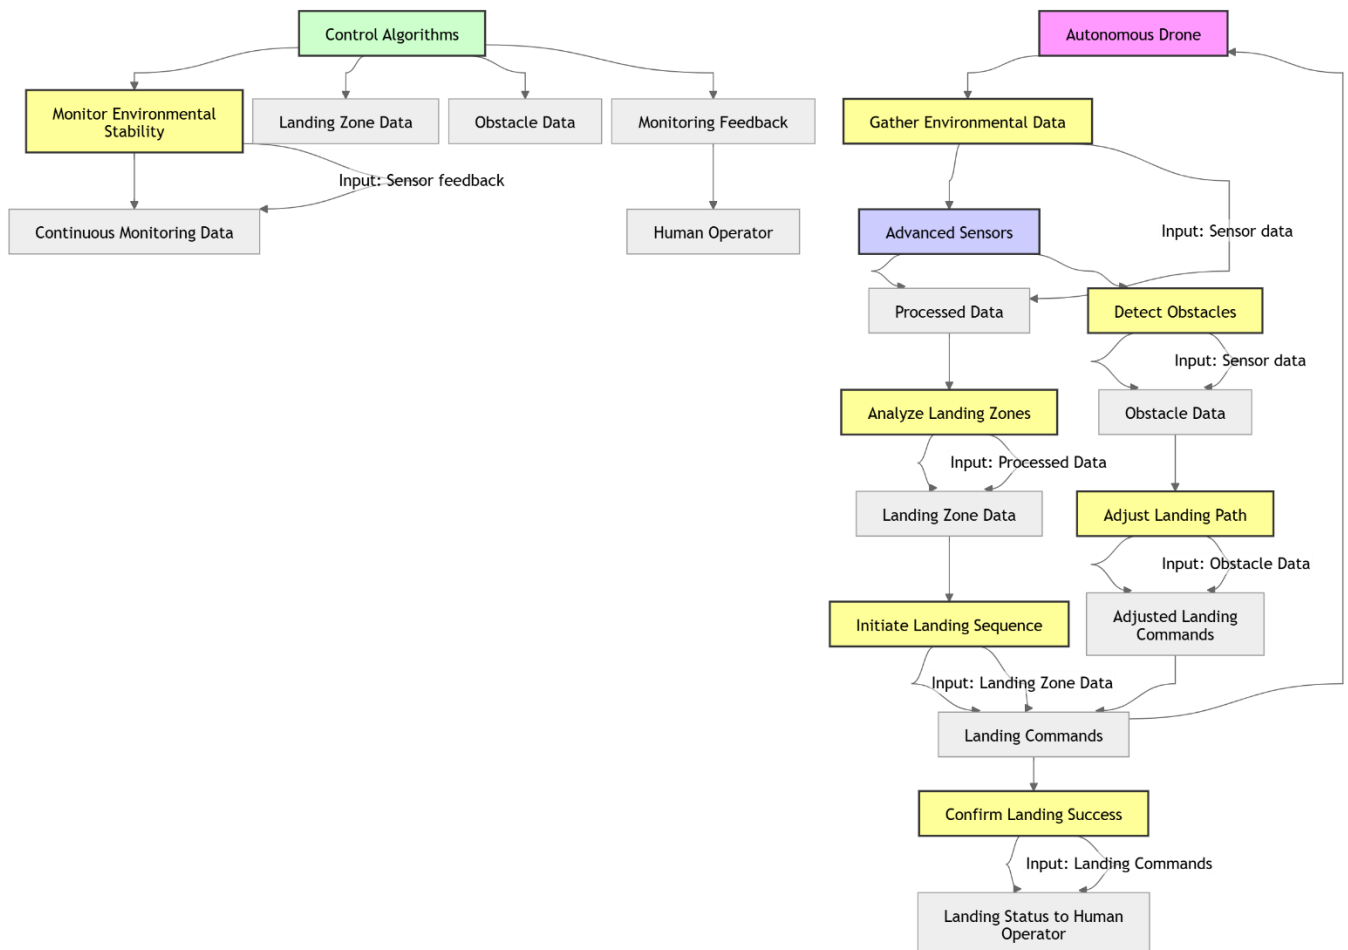 Control Algorithms
Autonomous Drone
Monitor Environmental
Stability
Landing Zone Data
Obstacle Data
Monitoring Feedback
Gather Environmental Data
Input: Sensor feedback
Continuous Monitoring Data
Human Operator
Advanced Sensors
Input: Sensor data
Processed Data
Detect Obstacles
Input: Sensor data
Analyze Landing Zones
Obstacle Data
Input: Processed Data
Landing Zone Data
Adjust Landing Path
Input: Obstacle Data
Initiate Landing Sequence
Adjusted Landing
Commands
Input: Landing Zone Data
Landing Commands
Confirm Landing Success
Input: Landing Commands
Landing Status to Human
Operator